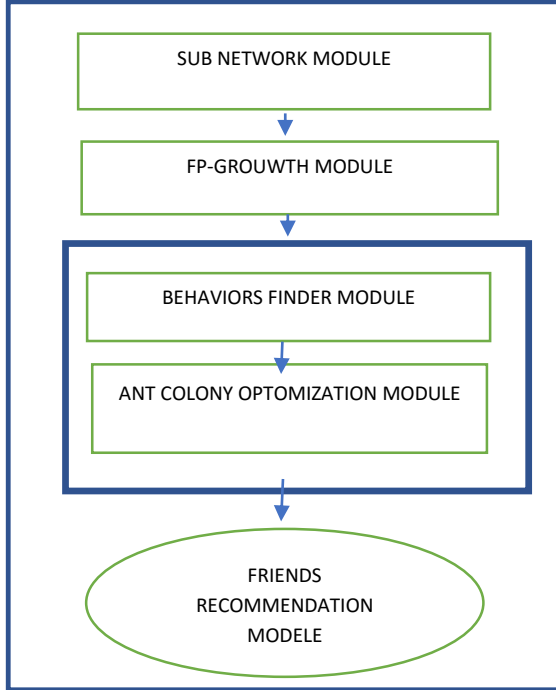 SUB NETWORK MODULE
FP-GROUWTH MODULE
BEHAVIORS FINDER MODULE
ANT COLONY OPTOMIZATION MODULE
FRIENDS
RECOMMENDATION
MODELE